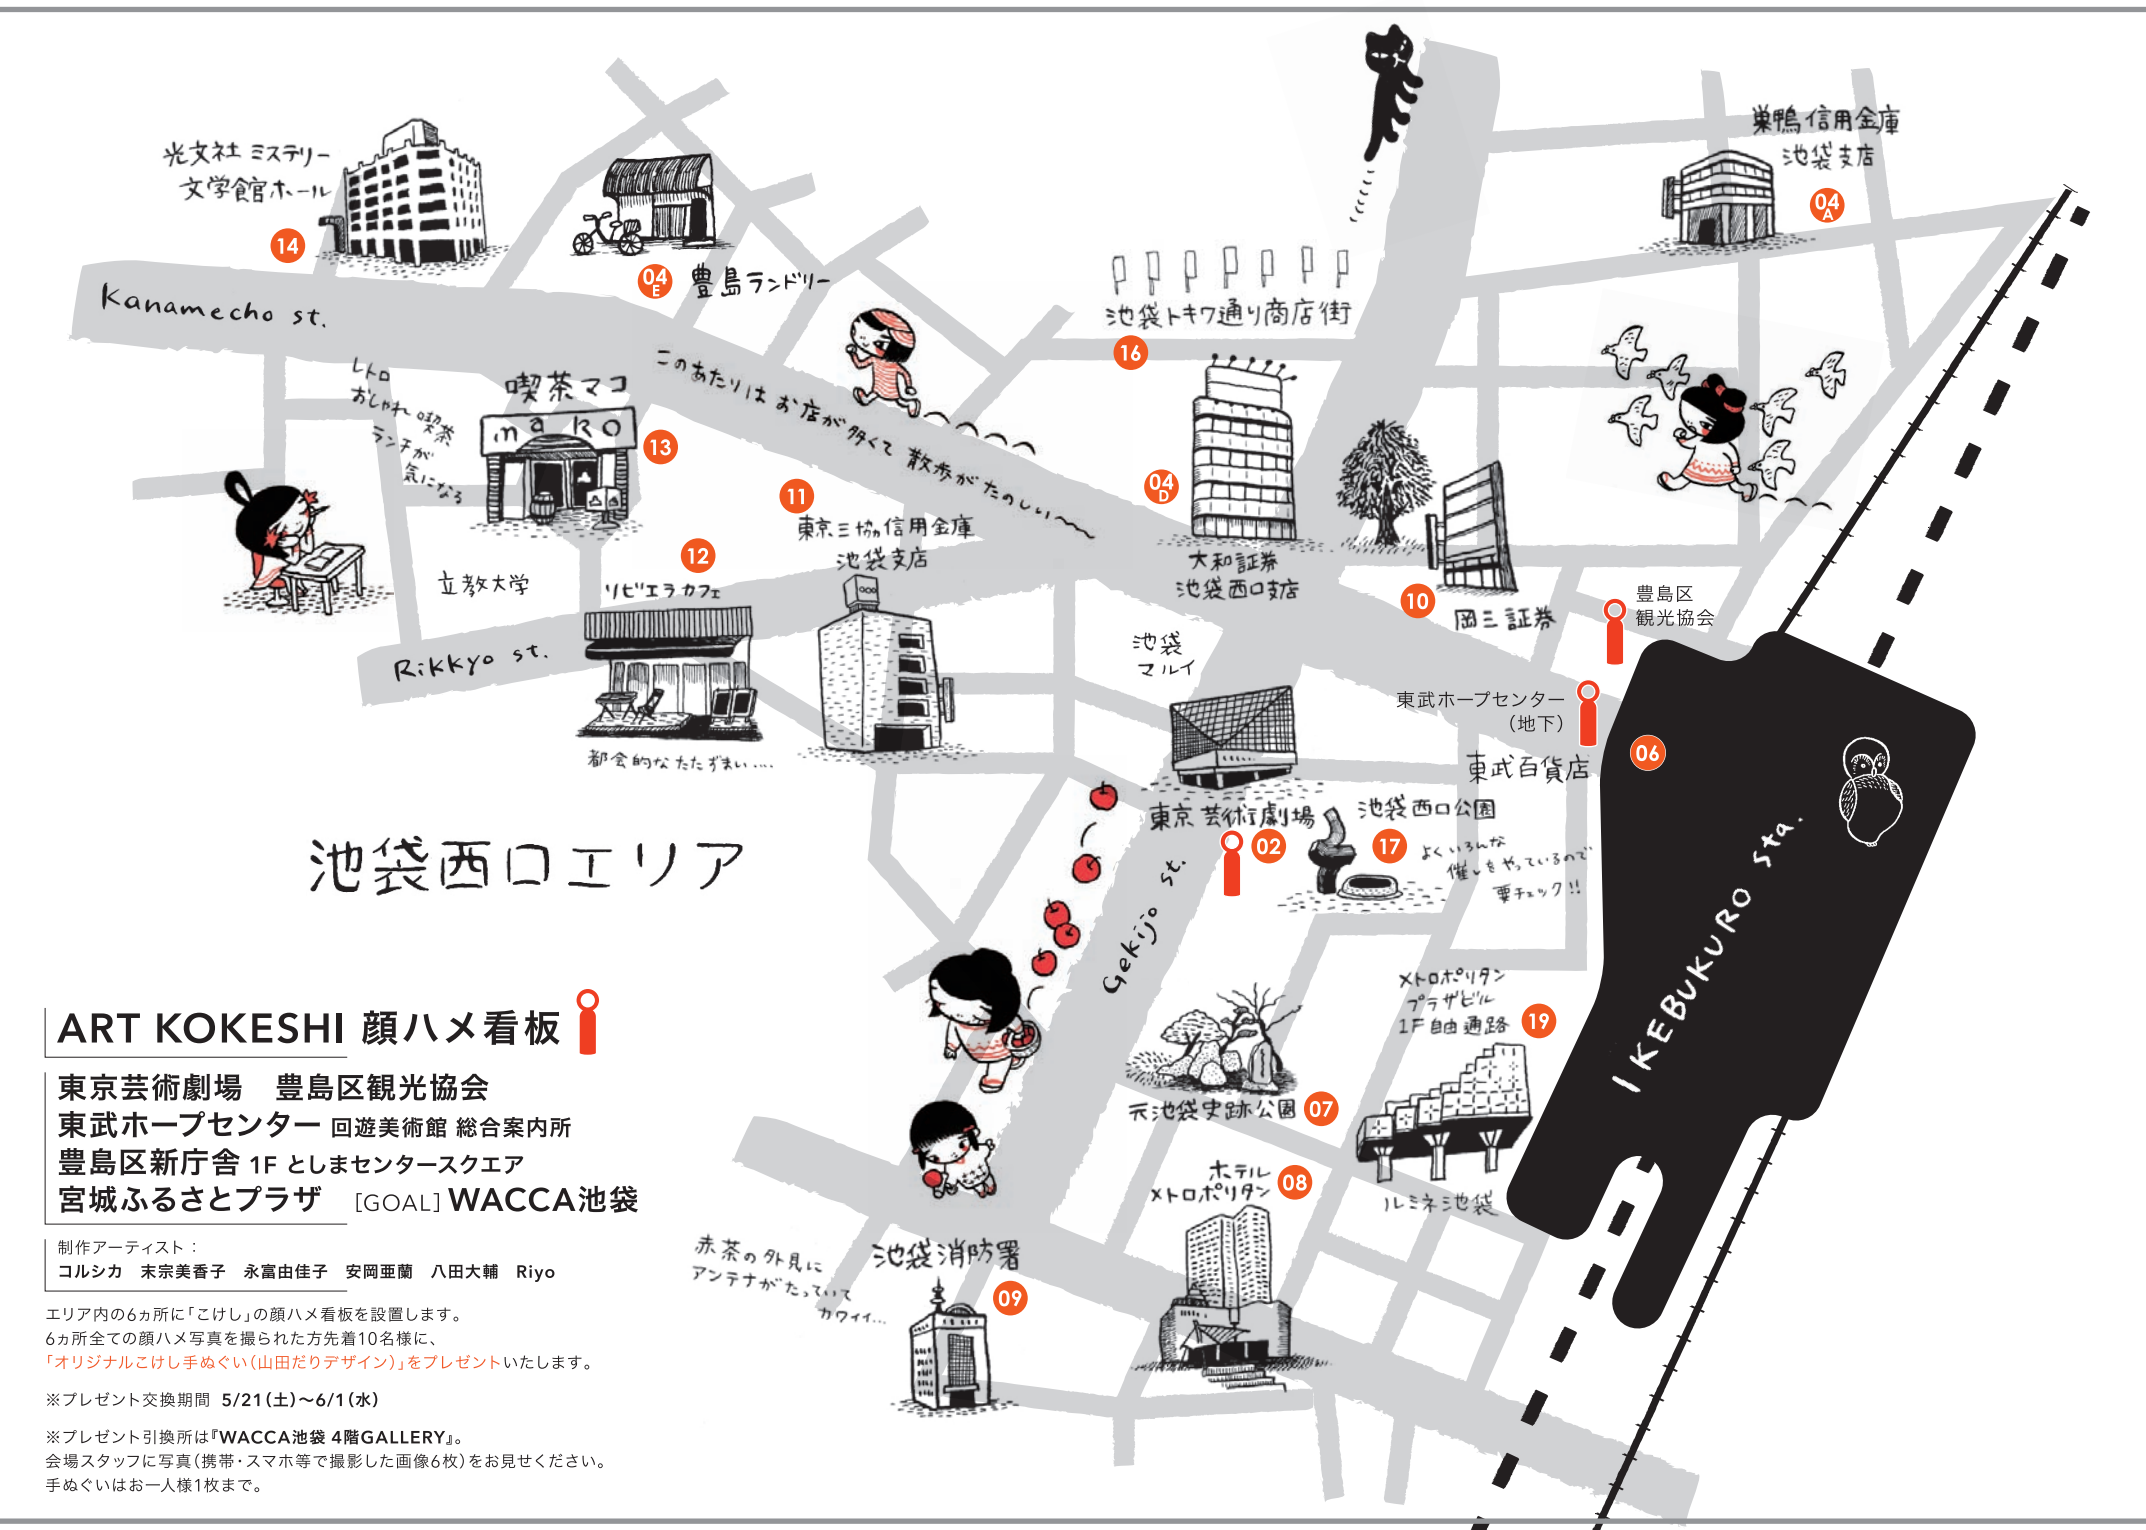 光文社 ミステリー
文学館ホール
14
04
E
豊島ランドリー
巣鴨信用金庫
池袋支店
04
A
Kanamecho st.
池袋トキワ通り商店街
16
このあたりはお店が多くて散歩がたのしい〜
レトロ
おしゃれ喫茶
ランチが
気になる
喫茶マコ
mako
13
11
東京三協信用金庫
池袋支店
04
D
大和証券
池袋西口支店
10
岡三証券
豊島区
観光協会
立教大学
12
リビエラカフェ
Rikkyo st.
都会的なたたずまい....
池袋
マルイ
東武ホープセンター
（地下）
06
東武百貨店
東京芸術劇場
02
池袋西口公園
17
よくいろんな
催しをやっているので
要チェック!!
Gekijo st.
IKEBUKURO sta.
池袋西口エリア
メトロポリタン
プラザビル
1F自由通路
19
元池袋史跡公園
07
ルミネ池袋
ホテル
メトロポリタン
08
赤茶の外見に
アンテナがたっていて
カワイイ...
池袋消防署
09
ART KOKESHI 顔ハメ看板
東京芸術劇場　豊島区観光協会
東武ホープセンター 回遊美術館 総合案内所
豊島区新庁舎 1F としまセンタースクエア
宮城ふるさとプラザ　[GOAL] WACCA池袋
制作アーティスト：
コルシカ　末宗美香子　永富由佳子　安岡亜蘭　八田大輔　Riyo
エリア内の6ヵ所に「こけし」の顔ハメ看板を設置します。
6ヵ所全ての顔ハメ写真を撮られた方先着10名様に、
「オリジナルこけし手ぬぐい（山田だりデザイン）」をプレゼントいたします。
※プレゼント交換期間 5/21（土）〜6/1（水）
※プレゼント引換所は『WACCA池袋 4階GALLERY』。
会場スタッフに写真（携帯・スマホ等で撮影した画像6枚）をお見せください。
手ぬぐいはお一人様1枚まで。